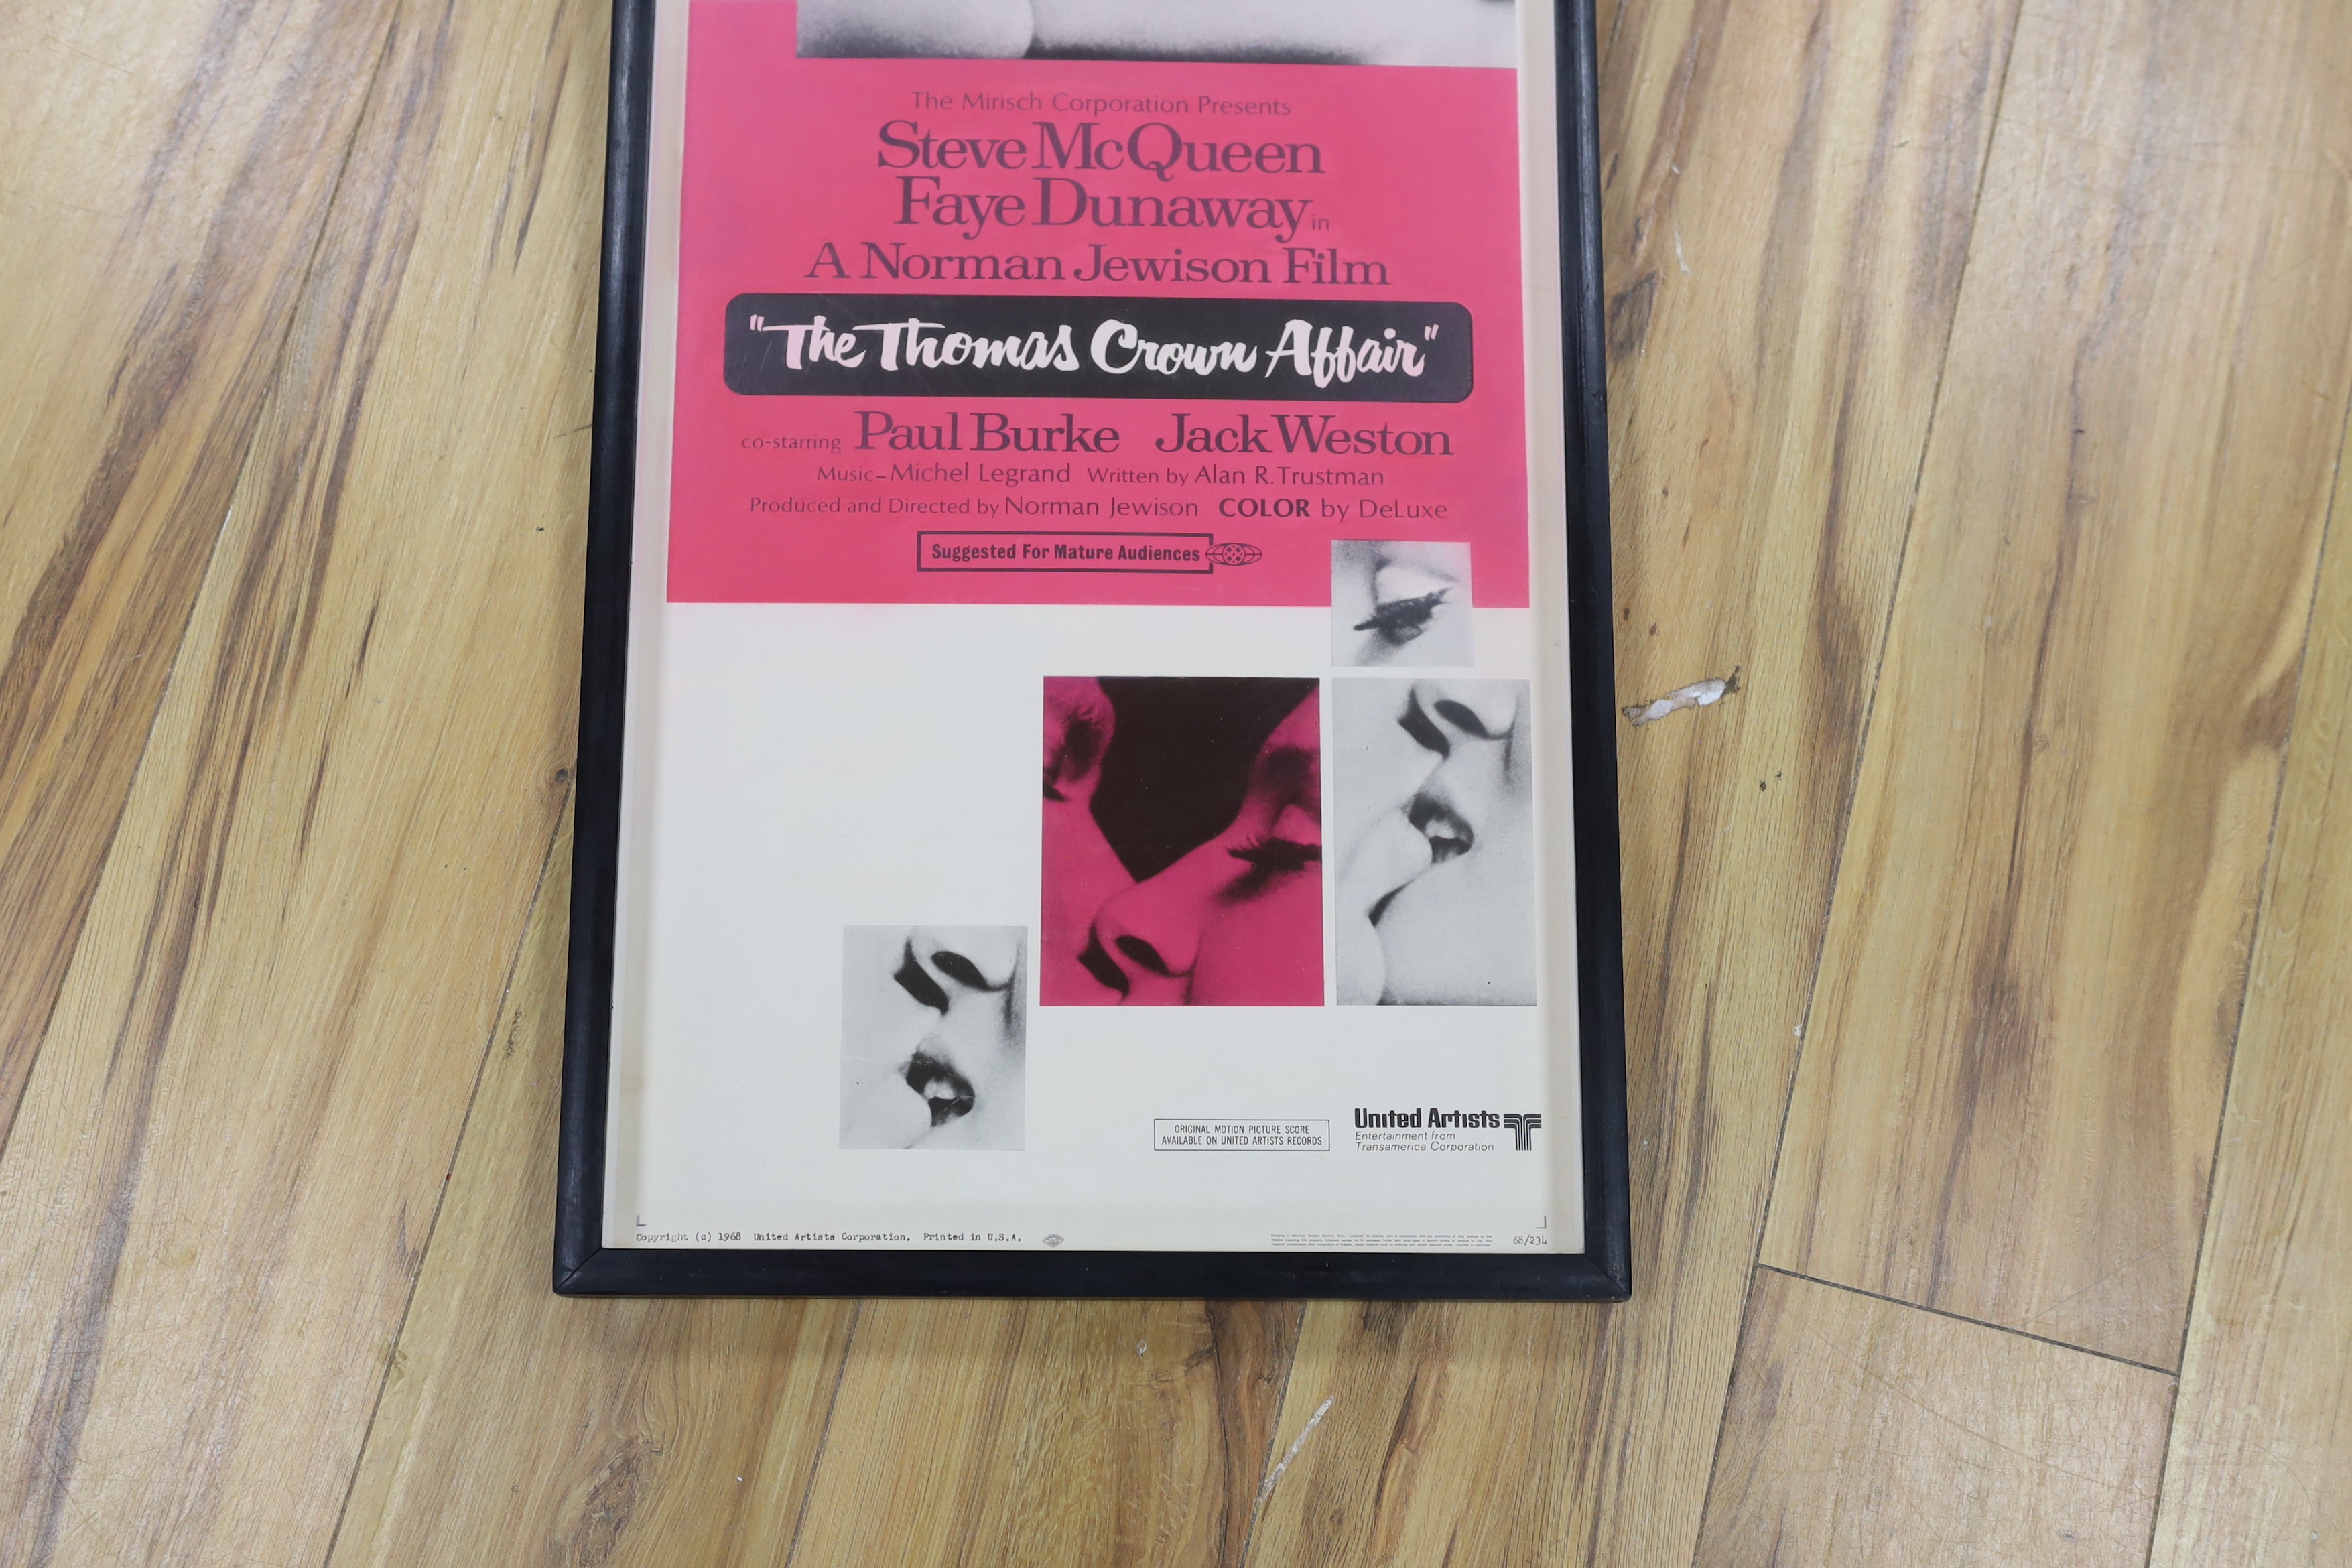 The Mirisch Corporation Presents
Steve McQueen
Faye Dunaway in
A Norman Jewison Film
"The Thomas Crown Affair"
co-starring Paul Burke Jack Weston
Music-Michel Legrand Written by Alan R. Trustman
Produced and Directed by Norman Jewison COLOR by DeLuxe
Suggested For Mature Audiences
ORIGINAL MOTION PICTURE SCORE
AVAILABLE ON UNITED ARTISTS RECORDS
United Artists
Entertainment from
Transamerica Corporation
Copyright (c) 1968 United Artists Corporation. Printed in U.S.A.
68/234